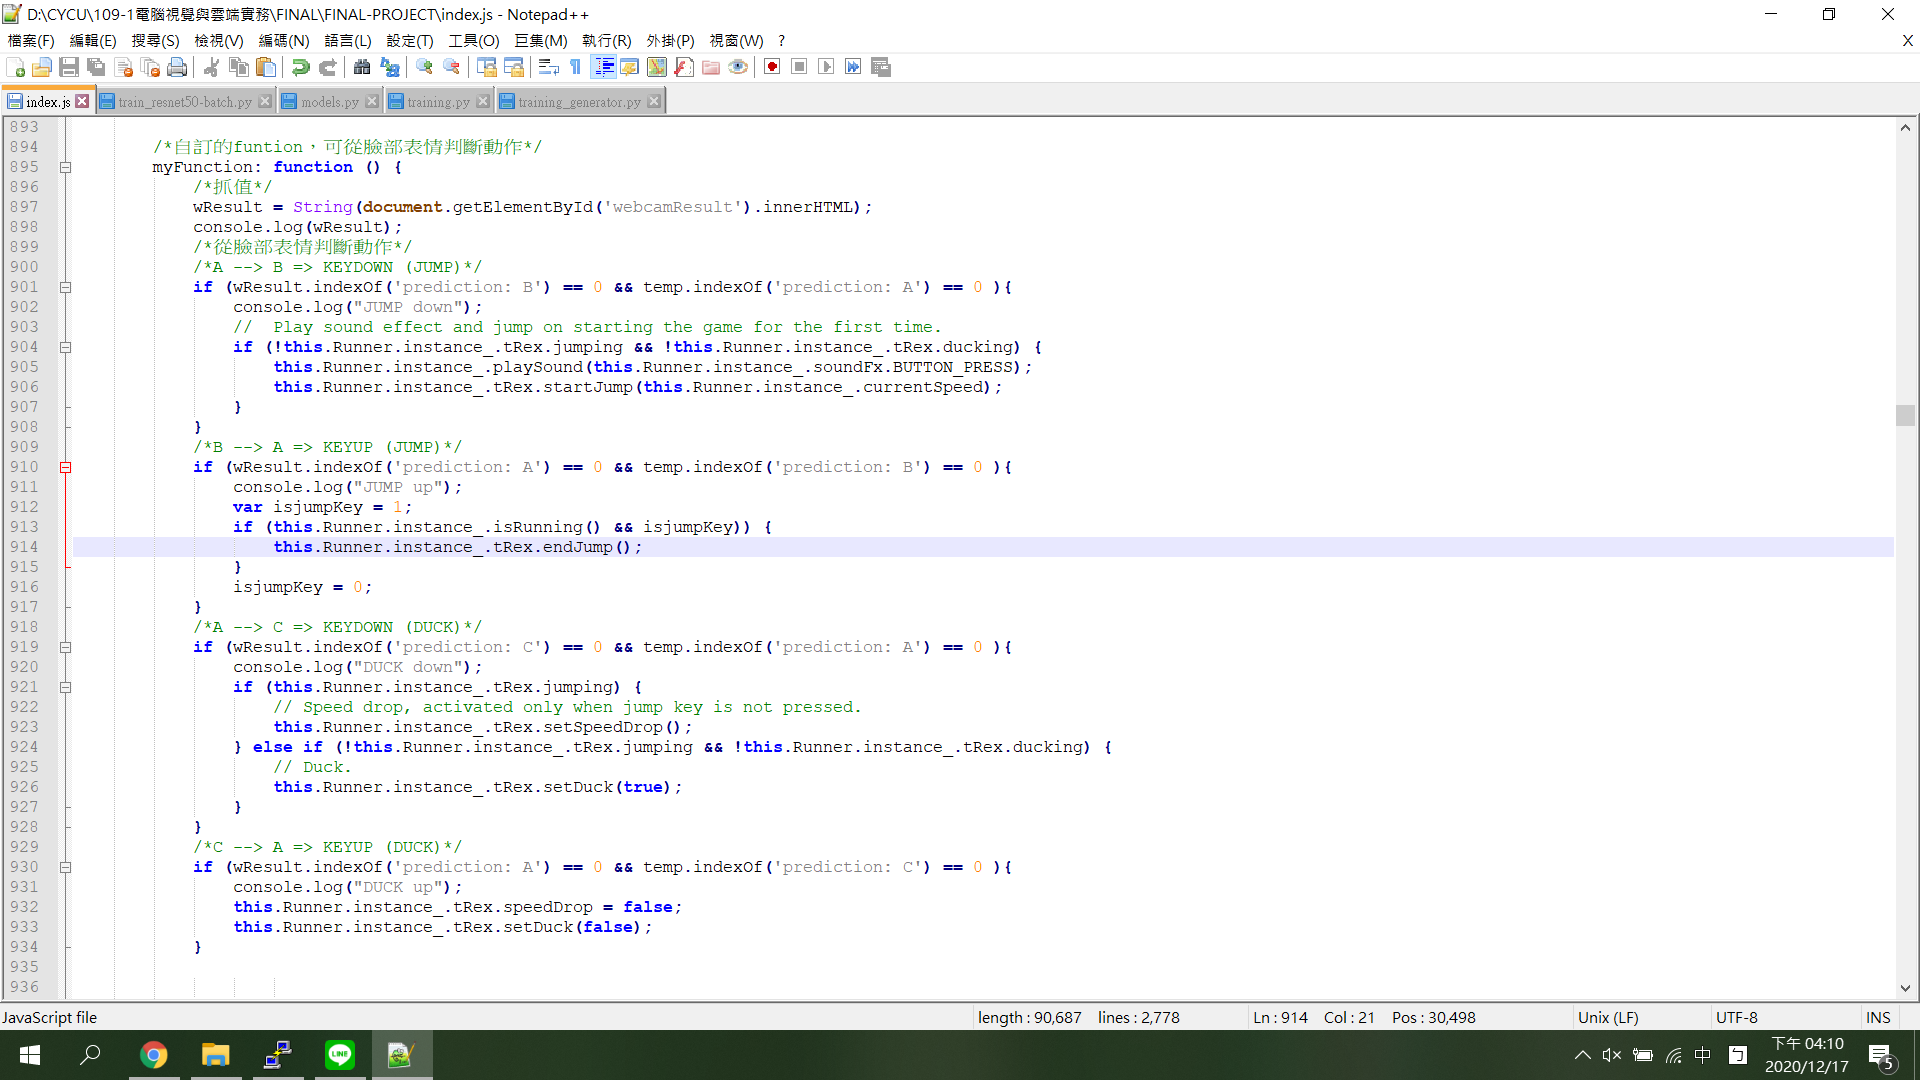 D:\CYCU\109-1電腦視覺與雲端實務\FINAL\FINAL-PROJECT\index.js - Notepad++
檔案(F) 編輯(E) 搜尋(S) 檢視(V) 編碼(N) 語言(L) 設定(T) 工具(O) 巨集(M) 執行(R) 外掛(P) 視窗(W) ? X
index.js train_resnet50-batch.py models.py training.py training_generator.py
893
894 /*自訂的funtion，可從臉部表情判斷動作*/
895 myFunction: function () {
896 /*抓值*/
897 wResult = String(document.getElementById('webcamResult').innerHTML);
898 console.log(wResult);
899 /*從臉部表情判斷動作*/
900 /*A --> B => KEYDOWN (JUMP)*/
901 if (wResult.indexOf('prediction: B') == 0 && temp.indexOf('prediction: A') == 0 ){
902 console.log("JUMP down");
903 //  Play sound effect and jump on starting the game for the first time.
904 if (!this.Runner.instance_.tRex.jumping && !this.Runner.instance_.tRex.ducking) {
905 this.Runner.instance_.playSound(this.Runner.instance_.soundFx.BUTTON_PRESS);
906 this.Runner.instance_.tRex.startJump(this.Runner.instance_.currentSpeed);
907 }
908 }
909 /*B --> A => KEYUP (JUMP)*/
910 if (wResult.indexOf('prediction: A') == 0 && temp.indexOf('prediction: B') == 0 ){
911 console.log("JUMP up");
912 var isjumpKey = 1;
913 if (this.Runner.instance_.isRunning() && isjumpKey)) {
914 this.Runner.instance_.tRex.endJump();
915 }
916 isjumpKey = 0;
917 }
918 /*A --> C => KEYDOWN (DUCK)*/
919 if (wResult.indexOf('prediction: C') == 0 && temp.indexOf('prediction: A') == 0 ){
920 console.log("DUCK down");
921 if (this.Runner.instance_.tRex.jumping) {
922 // Speed drop, activated only when jump key is not pressed.
923 this.Runner.instance_.tRex.setSpeedDrop();
924 } else if (!this.Runner.instance_.tRex.jumping && !this.Runner.instance_.tRex.ducking) {
925 // Duck.
926 this.Runner.instance_.tRex.setDuck(true);
927 }
928 }
929 /*C --> A => KEYUP (DUCK)*/
930 if (wResult.indexOf('prediction: A') == 0 && temp.indexOf('prediction: C') == 0 ){
931 console.log("DUCK up");
932 this.Runner.instance_.tRex.speedDrop = false;
933 this.Runner.instance_.tRex.setDuck(false);
934 }
935
936
JavaScript file length : 90,687 lines : 2,778 Ln : 914 Col : 21 Pos : 30,498 Unix (LF) UTF-8 INS
LINE 中 ㄅ 下午 04:10
2020/12/17 5